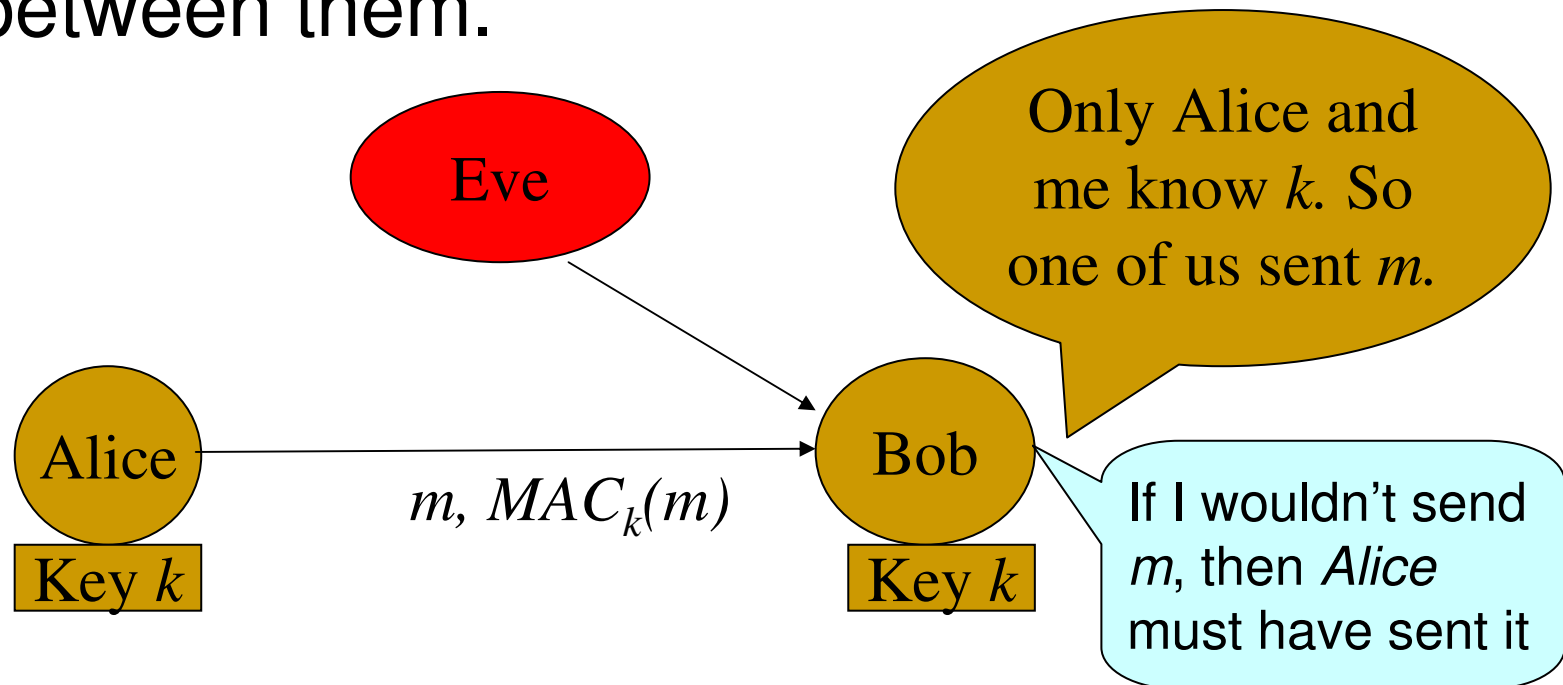 between them.
Eve
Only Alice and
me know k. So
one of us sent m.
Alice
Bob
m, MACk(m)
If I wouldn't send
m, then Alice
must have sent it
Key k
Key k